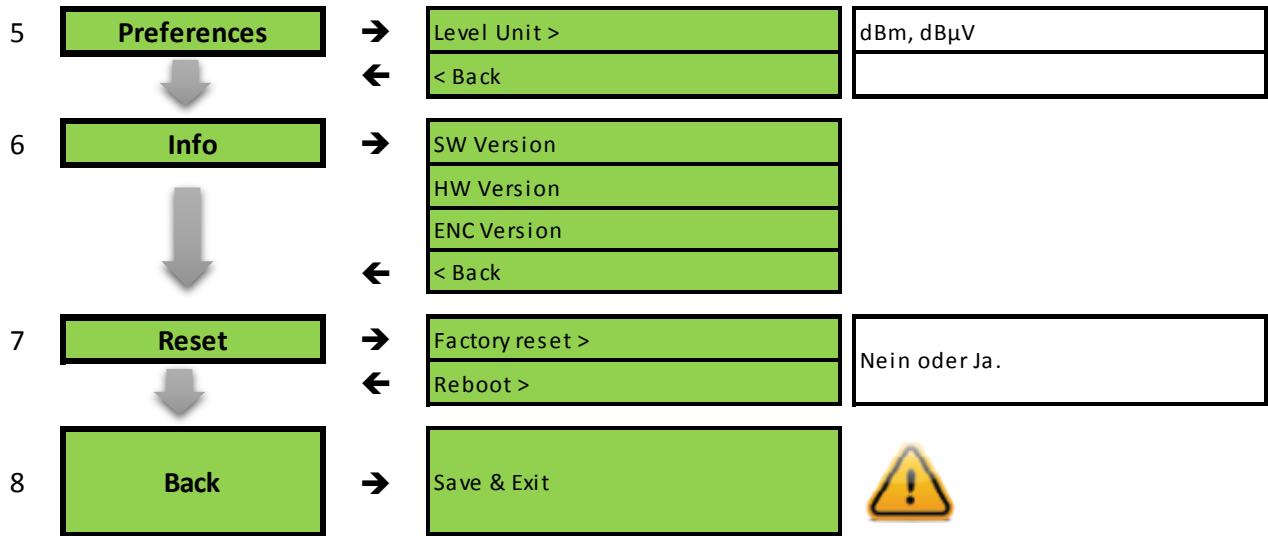 5 Preferences → Level Unit > dBm, dBµV
← < Back
6 Info → SW Version
HW Version
ENC Version
← < Back
7 Reset → Factory reset > Nein oder Ja.
← Reboot >
8 Back → Save & Exit